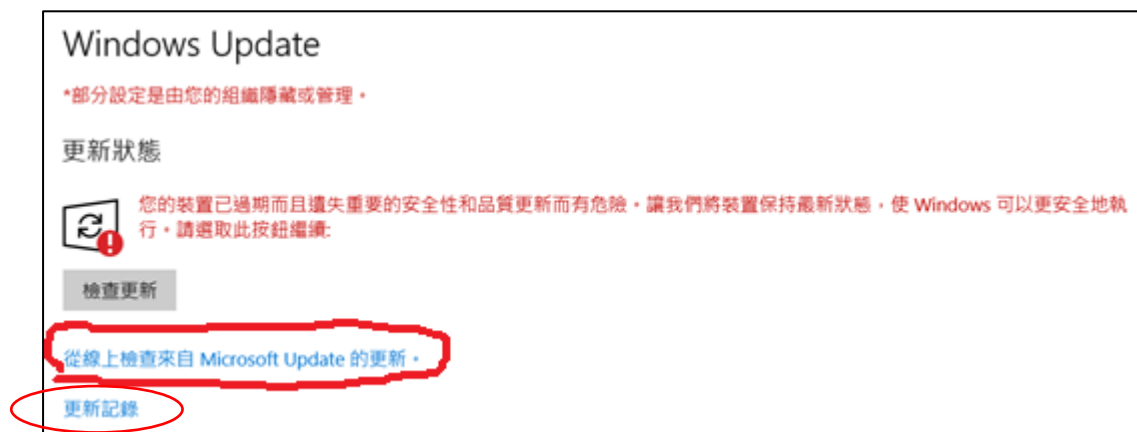 Windows Update
*部分設定是由您的組織隱藏或管理。
更新狀態
您的裝置已過期而且遺失重要的安全性和品質更新而有危險。讓我們將裝置保持最新狀態，使 Windows 可以更安全地執
行。請選取此按鈕繼續:
檢查更新
從線上檢查來自 Microsoft Update 的更新。
更新記錄